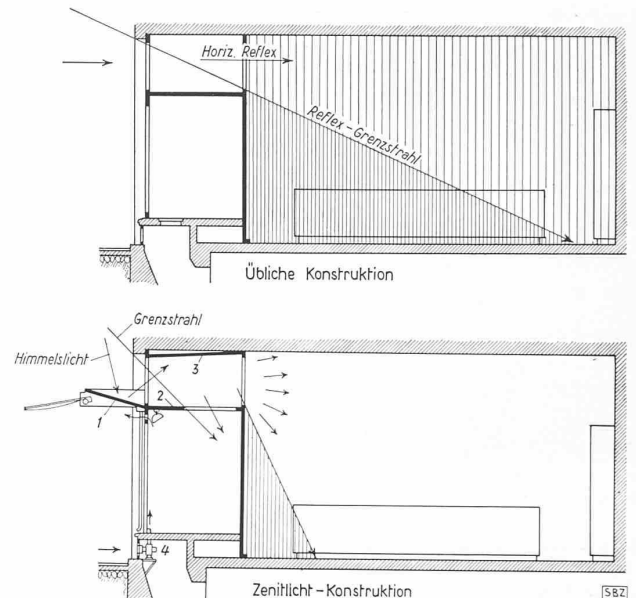 Horiz. Reflex
Reflex-Grenzstrahl
Übliche Konstruktion
Grenzstrahl
Himmelslicht
3
1
2
4
Zenitlicht-Konstruktion
SBZ